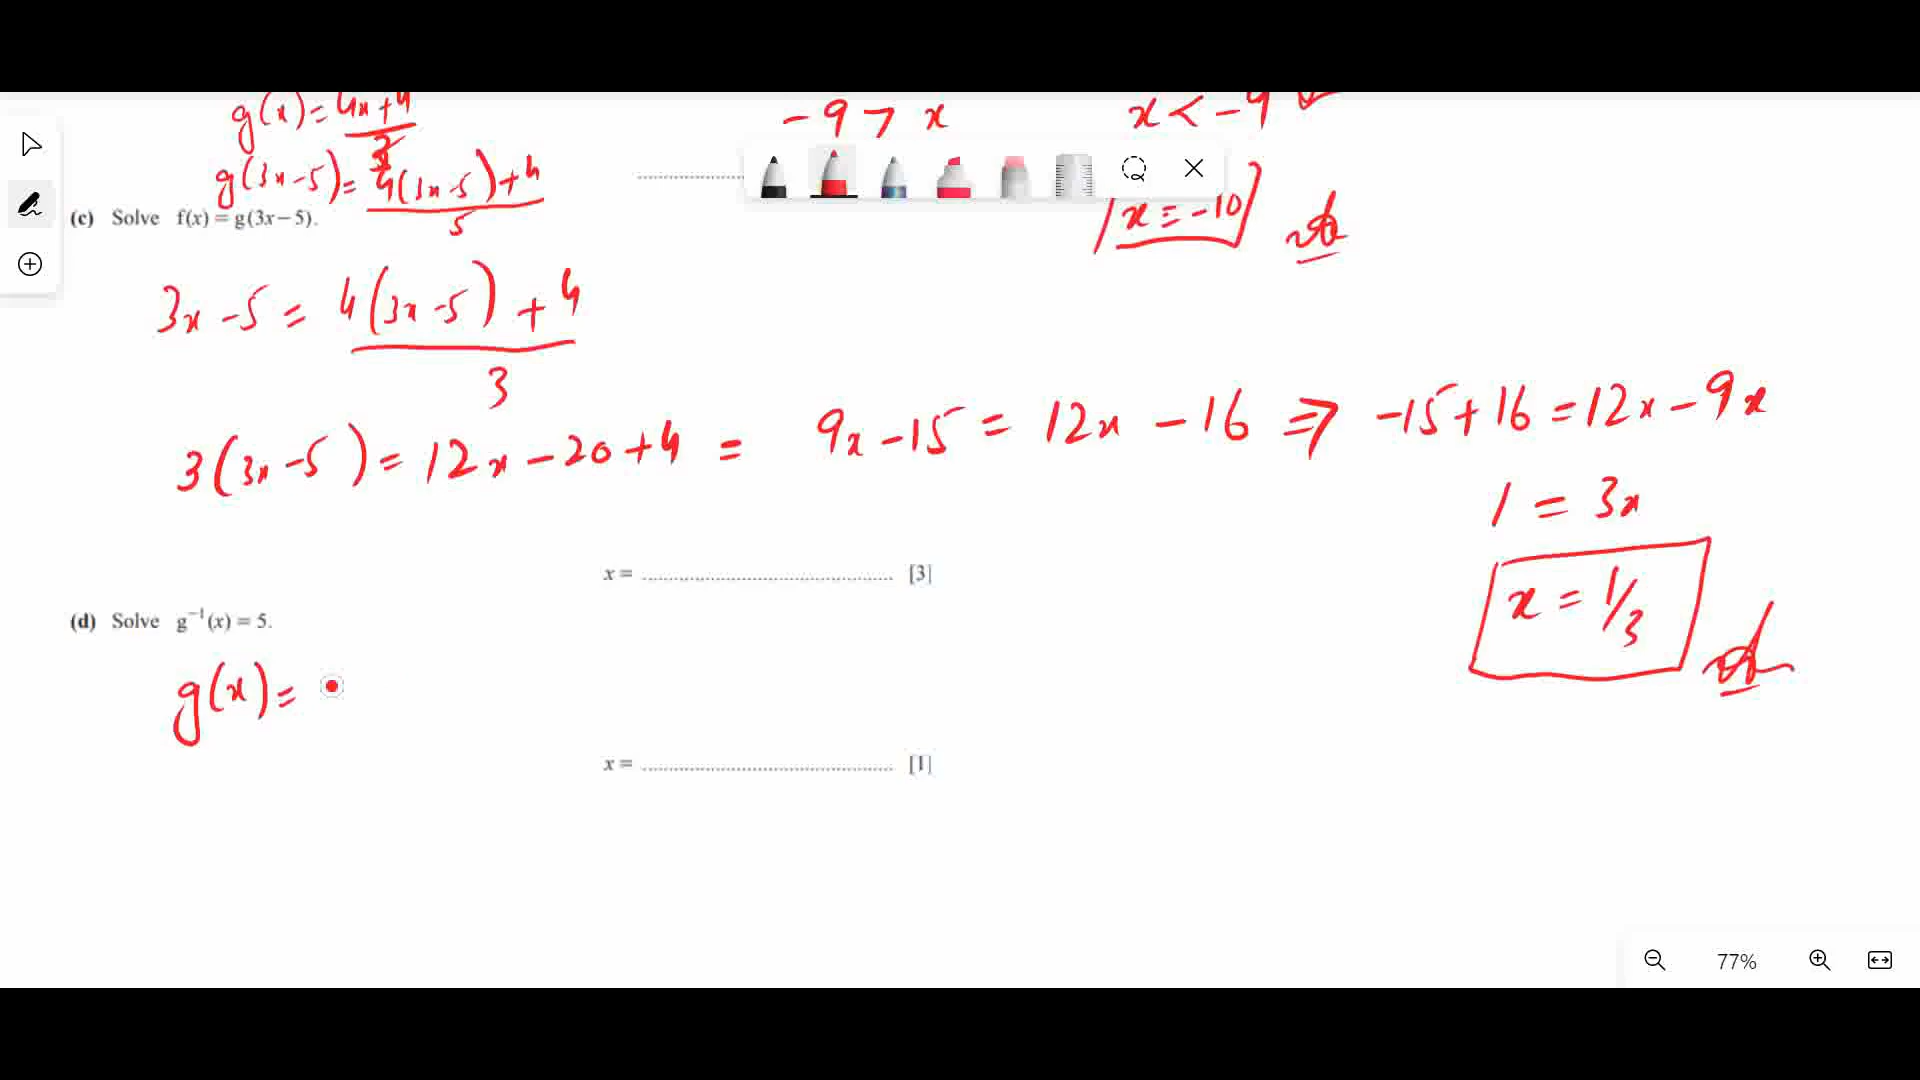 g(x) = 4x+4
- 9 > x
x < - 9
g(3x-5) = 4(3x-5)+4
5
x = -10
(c) Solve f(x) = g(3x−5).
3x - 5 = 4(3x-5) + 4
3
3(3x-5) = 12x - 20 + 4 = 9x - 15 = 12x - 16 ⇒ -15 + 16 = 12x - 9x
1 = 3x
x = 1/3
x = ........................................ [3]
(d) Solve g⁻¹(x) = 5.
g(x) =
x = ........................................ [1]
77%